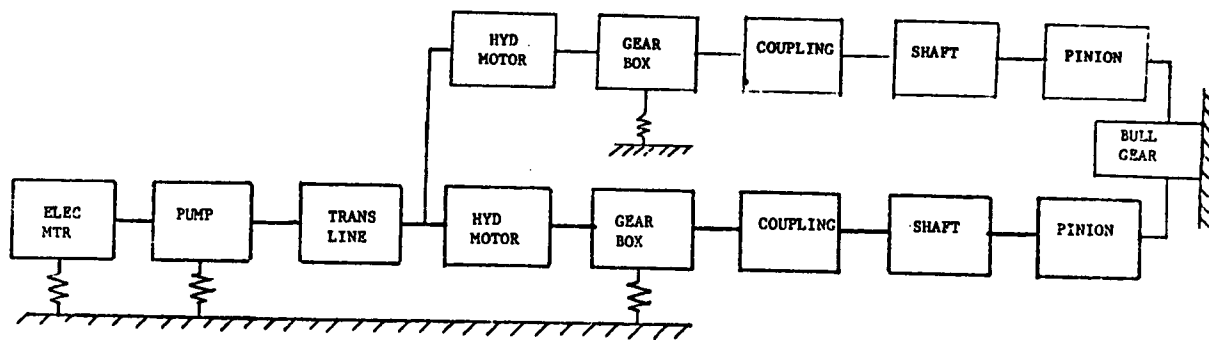 HYD
MOTOR
GEAR
BOX
COUPLING
SHAFT
PINION
BULL
GEAR
ELEC
MTR
PUMP
TRANS
LINE
HYD
MOTOR
GEAR
BOX
COUPLING
SHAFT
PINION